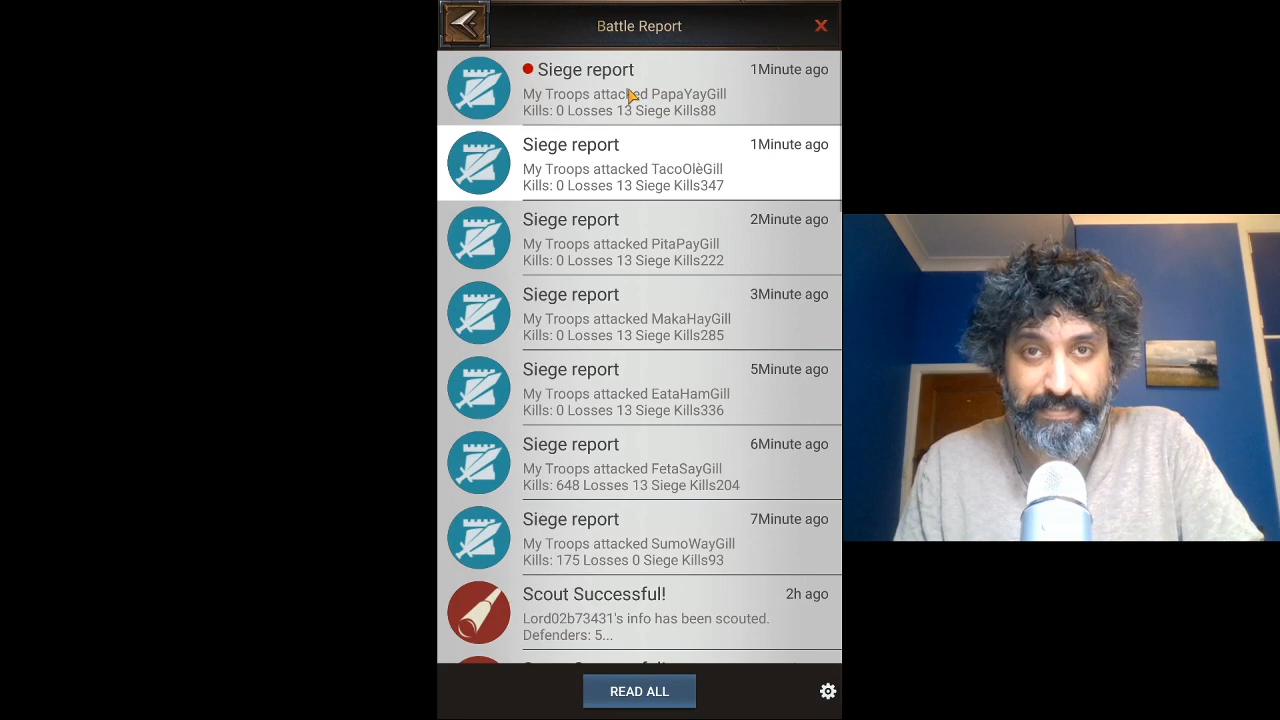 Battle Report
Siege report
1Minute ago
My Troops attacked PapaYayGill
Kills: 0 Losses 13 Siege Kills88
Siege report
1Minute ago
My Troops attacked TacoOlèGill
Kills: 0 Losses 13 Siege Kills347
Siege report
2Minute ago
My Troops attacked PitaPayGill
Kills: 0 Losses 13 Siege Kills222
Siege report
3Minute ago
My Troops attacked MakaHayGill
Kills: 0 Losses 13 Siege Kills285
Siege report
5Minute ago
My Troops attacked EataHamGill
Kills: 0 Losses 13 Siege Kills336
Siege report
6Minute ago
My Troops attacked FetaSayGill
Kills: 648 Losses 13 Siege Kills204
Siege report
7Minute ago
My Troops attacked SumoWayGill
Kills: 175 Losses 0 Siege Kills93
Scout Successful!
2h ago
Lord02b73431's info has been scouted.
Defenders: 5...
READ ALL